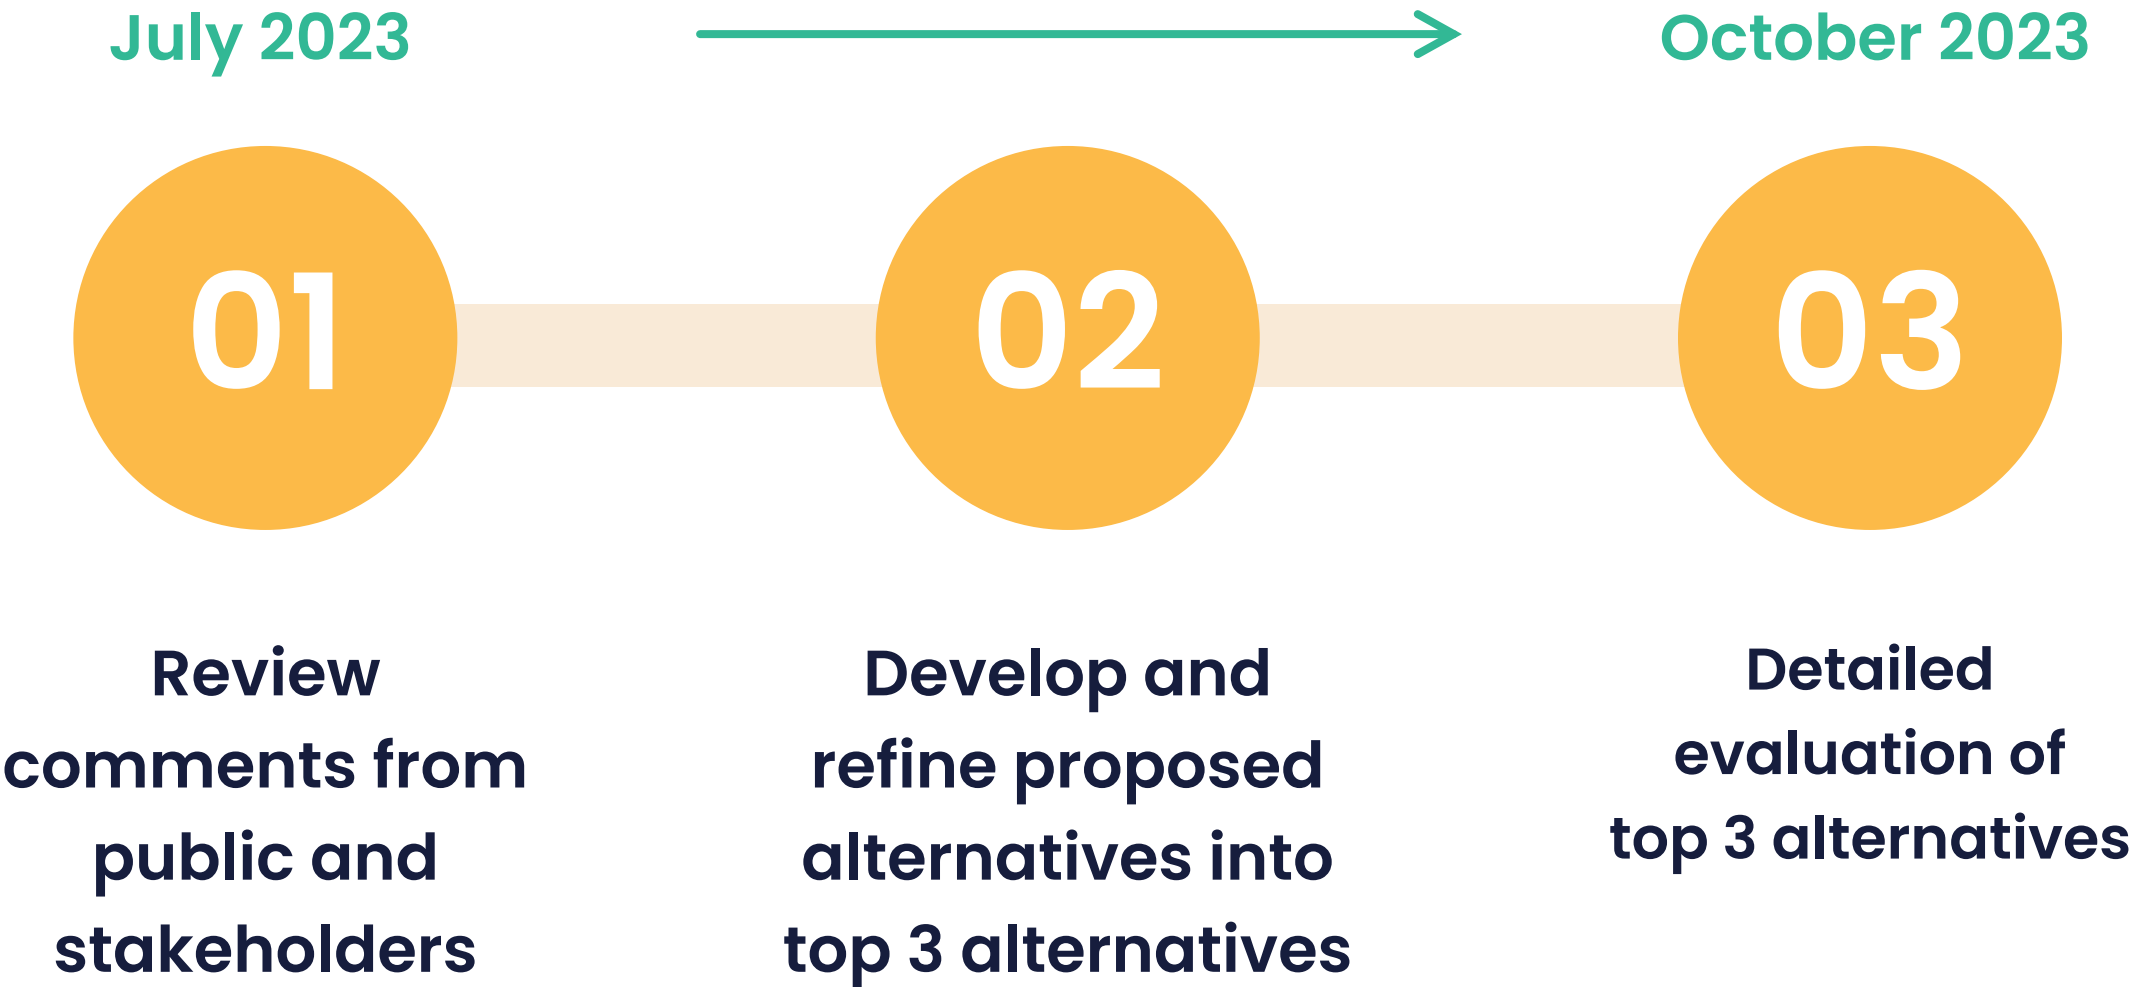 July 2023
October 2023
01
02
03
Review
comments from
public and
stakeholders
Develop and
refine proposed
alternatives into
top 3 alternatives
Detailed
evaluation of
top 3 alternatives